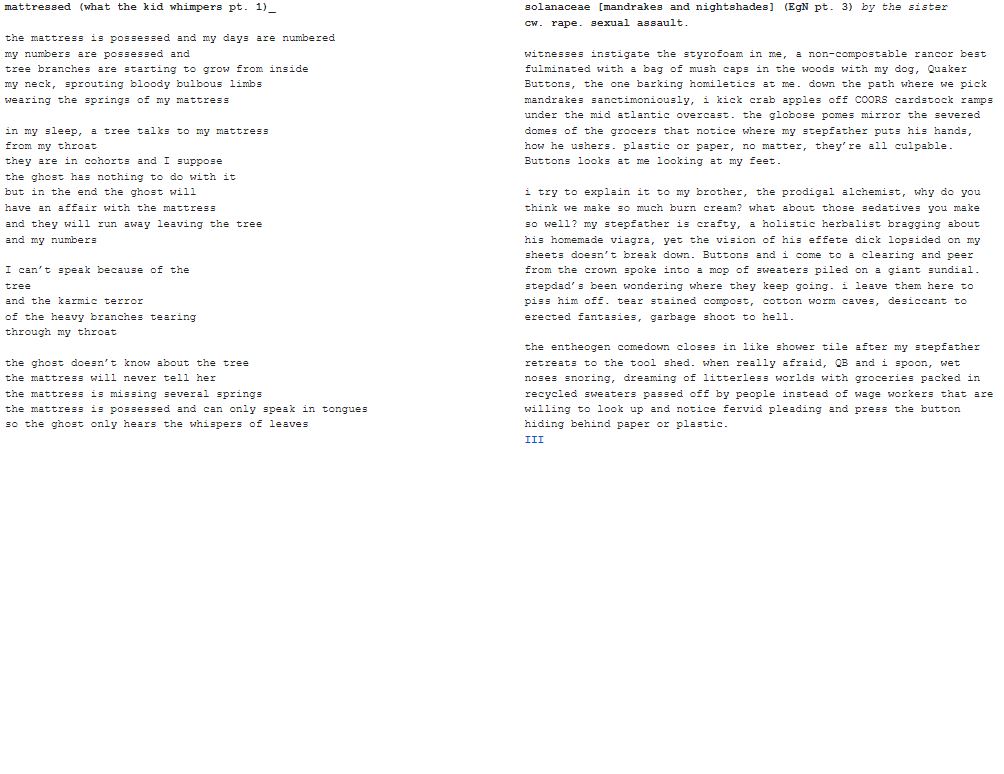 mattressed (what the kid whimpers pt. 1)_
the mattress is possessed and my days are numbered
my numbers are possessed and
tree branches are starting to grow from inside
my neck, sprouting bloody bulbous limbs
wearing the springs of my mattress
in my sleep, a tree talks to my mattress
from my throat
they are in cohorts and I suppose
the ghost has nothing to do with it
but in the end the ghost will
have an affair with the mattress
and they will run away leaving the tree
and my numbers
I can't speak because of the
tree
and the karmic terror
of the heavy branches tearing
through my throat
the ghost doesn't know about the tree
the mattress will never tell her
the mattress is missing several springs
the mattress is possessed and can only speak in tongues
so the ghost only hears the whispers of leaves
solanaceae [mandrakes and nightshades] (EgN pt. 3) by the sister
cw. rape. sexual assault.
witnesses instigate the styrofoam in me, a non-compostable rancor best
fulminated with a bag of mush caps in the woods with my dog, Quaker
Buttons, the one barking homiletics at me. down the path where we pick
mandrakes sanctimoniously, i kick crab apples off COORS cardstock ramps
under the mid atlantic overcast. the globose pomes mirror the severed
domes of the grocers that notice where my stepfather puts his hands,
how he ushers. plastic or paper, no matter, they're all culpable.
Buttons looks at me looking at my feet.
i try to explain it to my brother, the prodigal alchemist, why do you
think we make so much burn cream? what about those sedatives you make
so well? my stepfather is crafty, a holistic herbalist bragging about
his homemade viagra, yet the vision of his effete dick lopsided on my
sheets doesn't break down. Buttons and i come to a clearing and peer
from the crown spoke into a mop of sweaters piled on a giant sundial.
stepdad's been wondering where they keep going. i leave them here to
piss him off. tear stained compost, cotton worm caves, desiccant to
erected fantasies, garbage shoot to hell.
the entheogen comedown closes in like shower tile after my stepfather
retreats to the tool shed. when really afraid, QB and i spoon, wet
noses snoring, dreaming of litterless worlds with groceries packed in
recycled sweaters passed off by people instead of wage workers that are
willing to look up and notice fervid pleading and press the button
hiding behind paper or plastic.
III